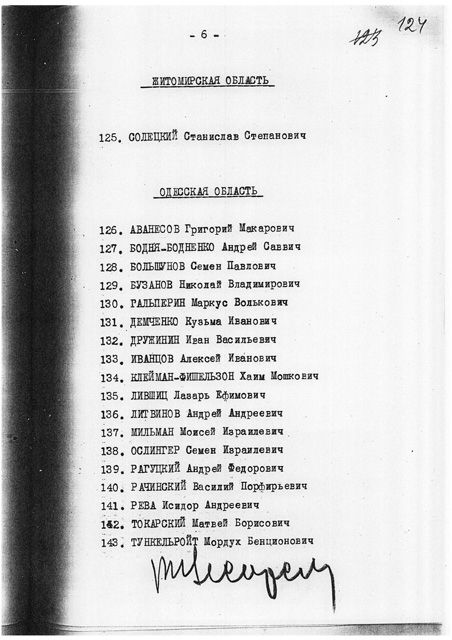 - 6 -
123 124
ЖИТОМИРСКАЯ ОБЛАСТЬ
125. СОЛЕЦКИЙ Станислав Степанович
ОДЕССКАЯ ОБЛАСТЬ
126. АВАНЕСОВ Григорий Макарович
127. БОДНЯ-БОДНЕНКО Андрей Саввич
128. БОЛЬШУНОВ Семен Павлович
129. БУЗАНОВ Николай Владимирович
130. ГАЛЬПЕРИН Маркус Волькович
131. ДЕМЧЕНКО Кузьма Иванович
132. ДРУЖИНИН Иван Васильевич
133. ИВАНЦОВ Алексей Иванович
134. КЛЕЙМАН-ФИШЕЛЬЗОН Хаим Мошкович
135. ЛИВШИЦ Лазарь Ефимович
136. ЛИТВИНОВ Андрей Андреевич
137. МИЛЬМАН Моисей Израилевич
138. ОСЛИНГЕР Семен Израилевич
139. РАГУЦКИЙ Андрей Федорович
140. РАЧИНСКИЙ Василий Порфирьевич
141. РЕВА Исидор Андреевич
142. ТОКАРСКИЙ Матвей Борисович
143. ТУНКЕЛЬРОЙТ Мордух Бенционович